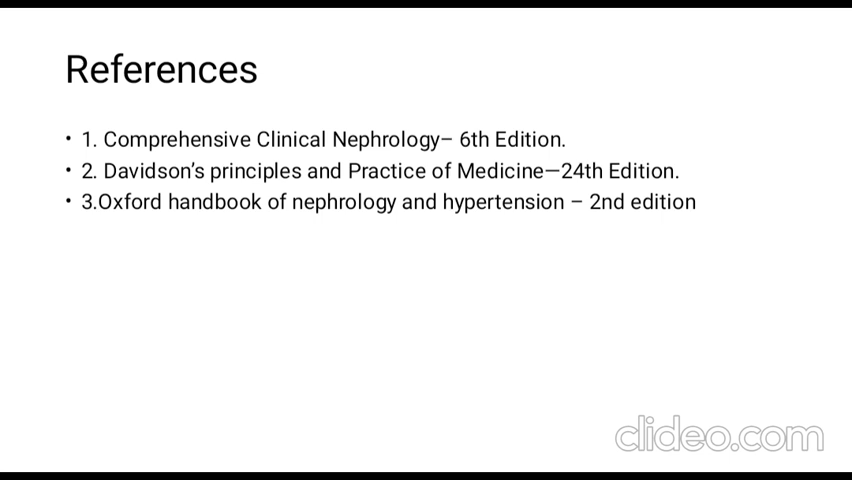 References
• 1. Comprehensive Clinical Nephrology– 6th Edition.
• 2. Davidson’s principles and Practice of Medicine—24th Edition.
• 3.Oxford handbook of nephrology and hypertension – 2nd edition
clideo.com